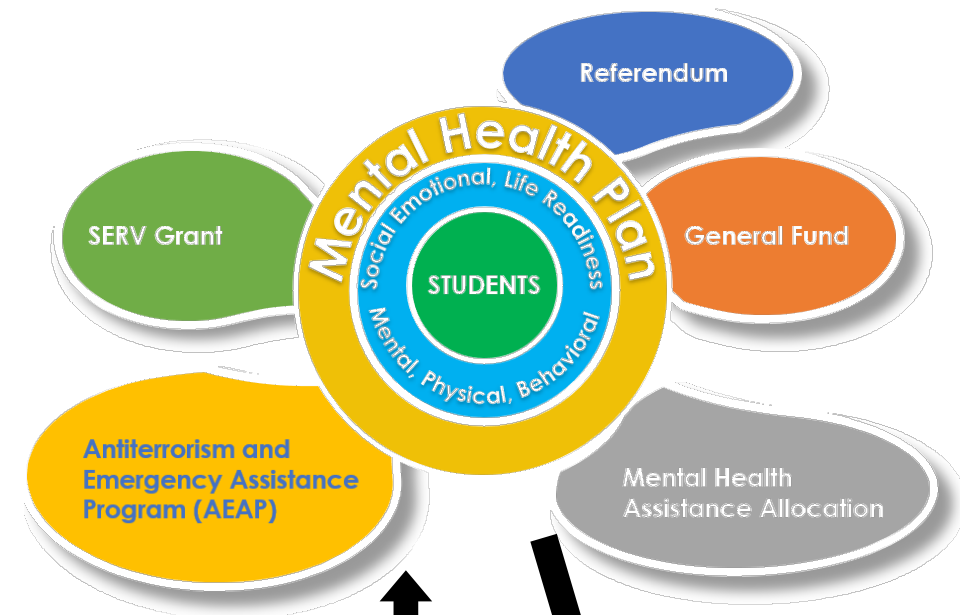 Referendum
Mental Health Plan
Social Emotional, Life Readiness
SERV Grant
General Fund
STUDENTS
Mental, Physical, Behavioral
Antiterrorism and
Emergency Assistance
Program (AEAP)
Mental Health
Assistance Allocation